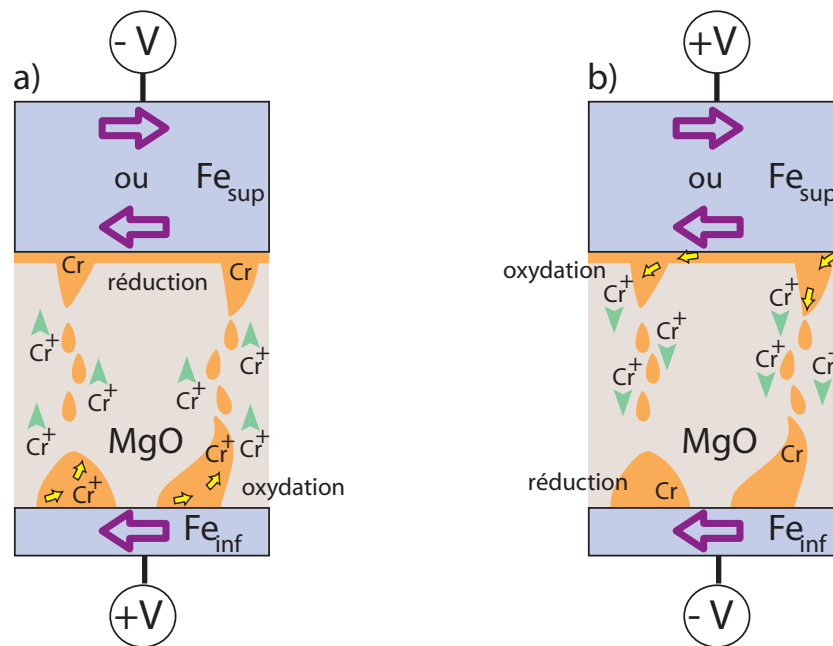 a)
- V
ou Fe sup
Cr
Cr
réduction
Cr+
Cr+
Cr+
Cr+
Cr+
Cr+
MgO
Cr+
Cr+
oxydation
Fe inf
+V
b)
+V
ou Fe sup
oxydation
Cr+
Cr+
Cr+
Cr+
Cr+
MgO
réduction
Cr
Cr
Fe inf
- V